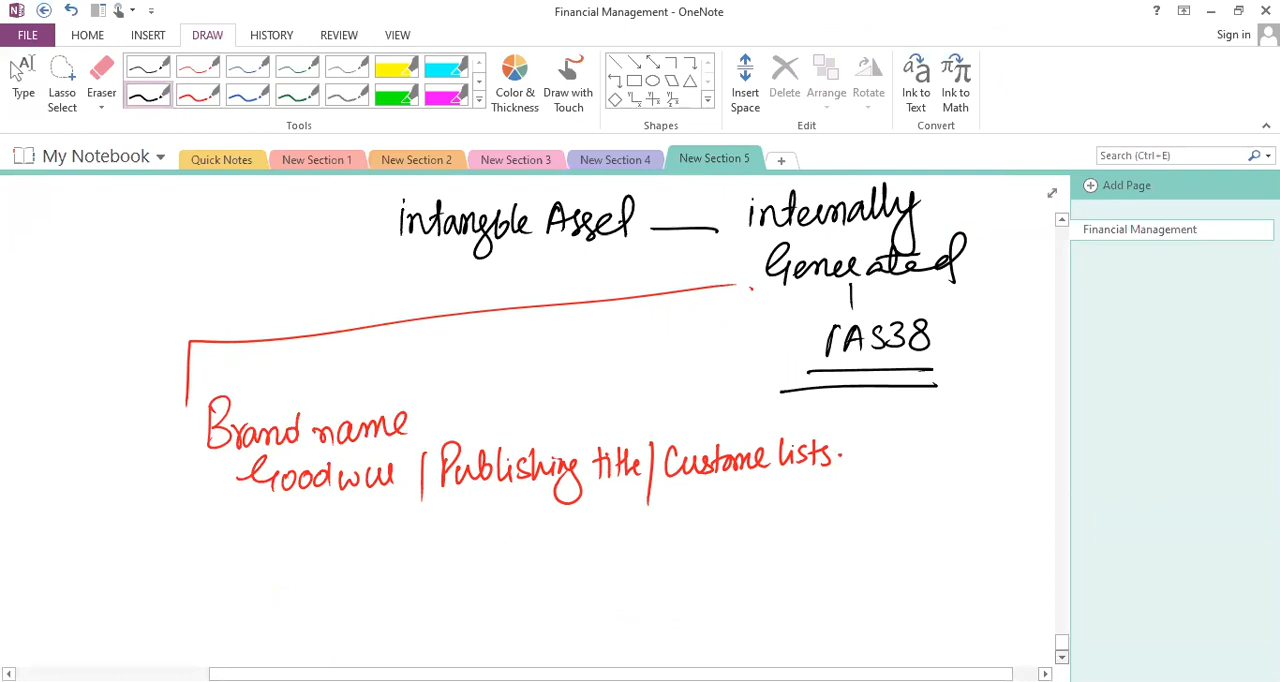 Financial Management - OneNote
?
FILE HOME INSERT DRAW HISTORY REVIEW VIEW
Sign in
Type
Lasso Select
Eraser
Color & Thickness
Draw with Touch
Insert Space
Delete
Arrange
Rotate
Ink to Text
Ink to Math
Tools Shapes Edit Convert
My Notebook Quick Notes New Section 1 New Section 2 New Section 3 New Section 4 New Section 5
Search (Ctrl+E)
Add Page
Financial Management
intangible Asset — internally
Generated
IAS38
Brand name
Goodwill / Publishing title / Custome lists.